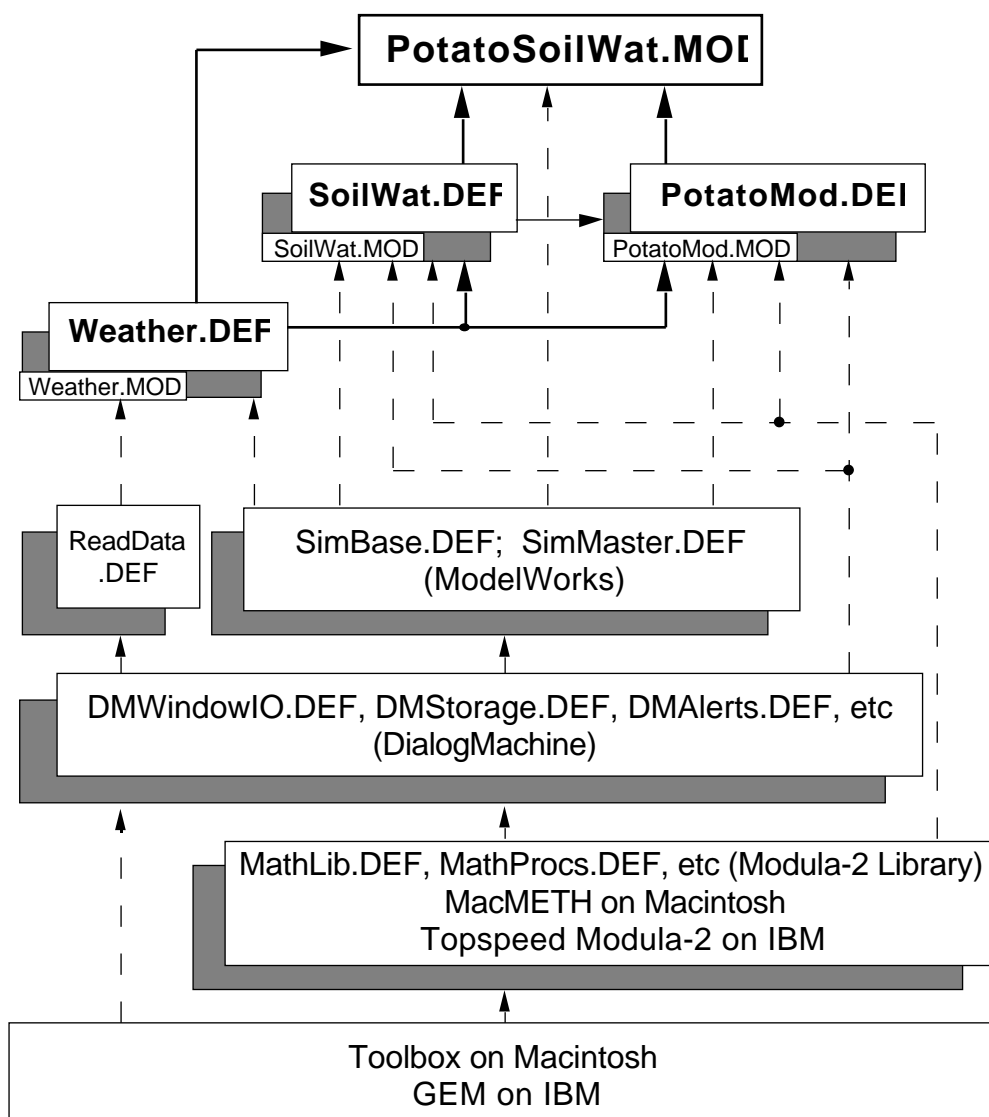 PotatoSoilWat.MOD
SoilWat.DEF
PotatoMod.DEI
SoilWat.MOD
PotatoMod.MOD
Weather.DEF
Weather.MOD
ReadData
.DEF
SimBase.DEF; SimMaster.DEF
(ModelWorks)
DMWindowIO.DEF, DMStorage.DEF, DMAlerts.DEF, etc
(DialogMachine)
MathLib.DEF, MathProcs.DEF, etc (Modula-2 Library)
MacMETH on Macintosh
Topspeed Modula-2 on IBM
Toolbox on Macintosh
GEM on IBM